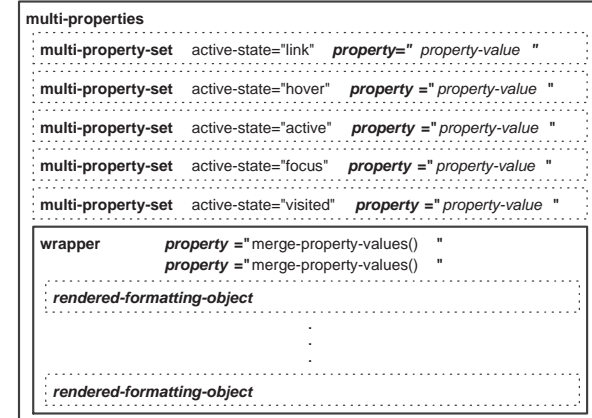 multi-properties
multi-property-set active-state="link" property=" property-value "
multi-property-set active-state="hover" property =" property-value "
multi-property-set active-state="active" property =" property-value "
multi-property-set active-state="focus" property =" property-value "
multi-property-set active-state="visited" property =" property-value "
wrapper property =" merge-property-values() "
property =" merge-property-values() "
rendered-formatting-object
.
.
.
rendered-formatting-object